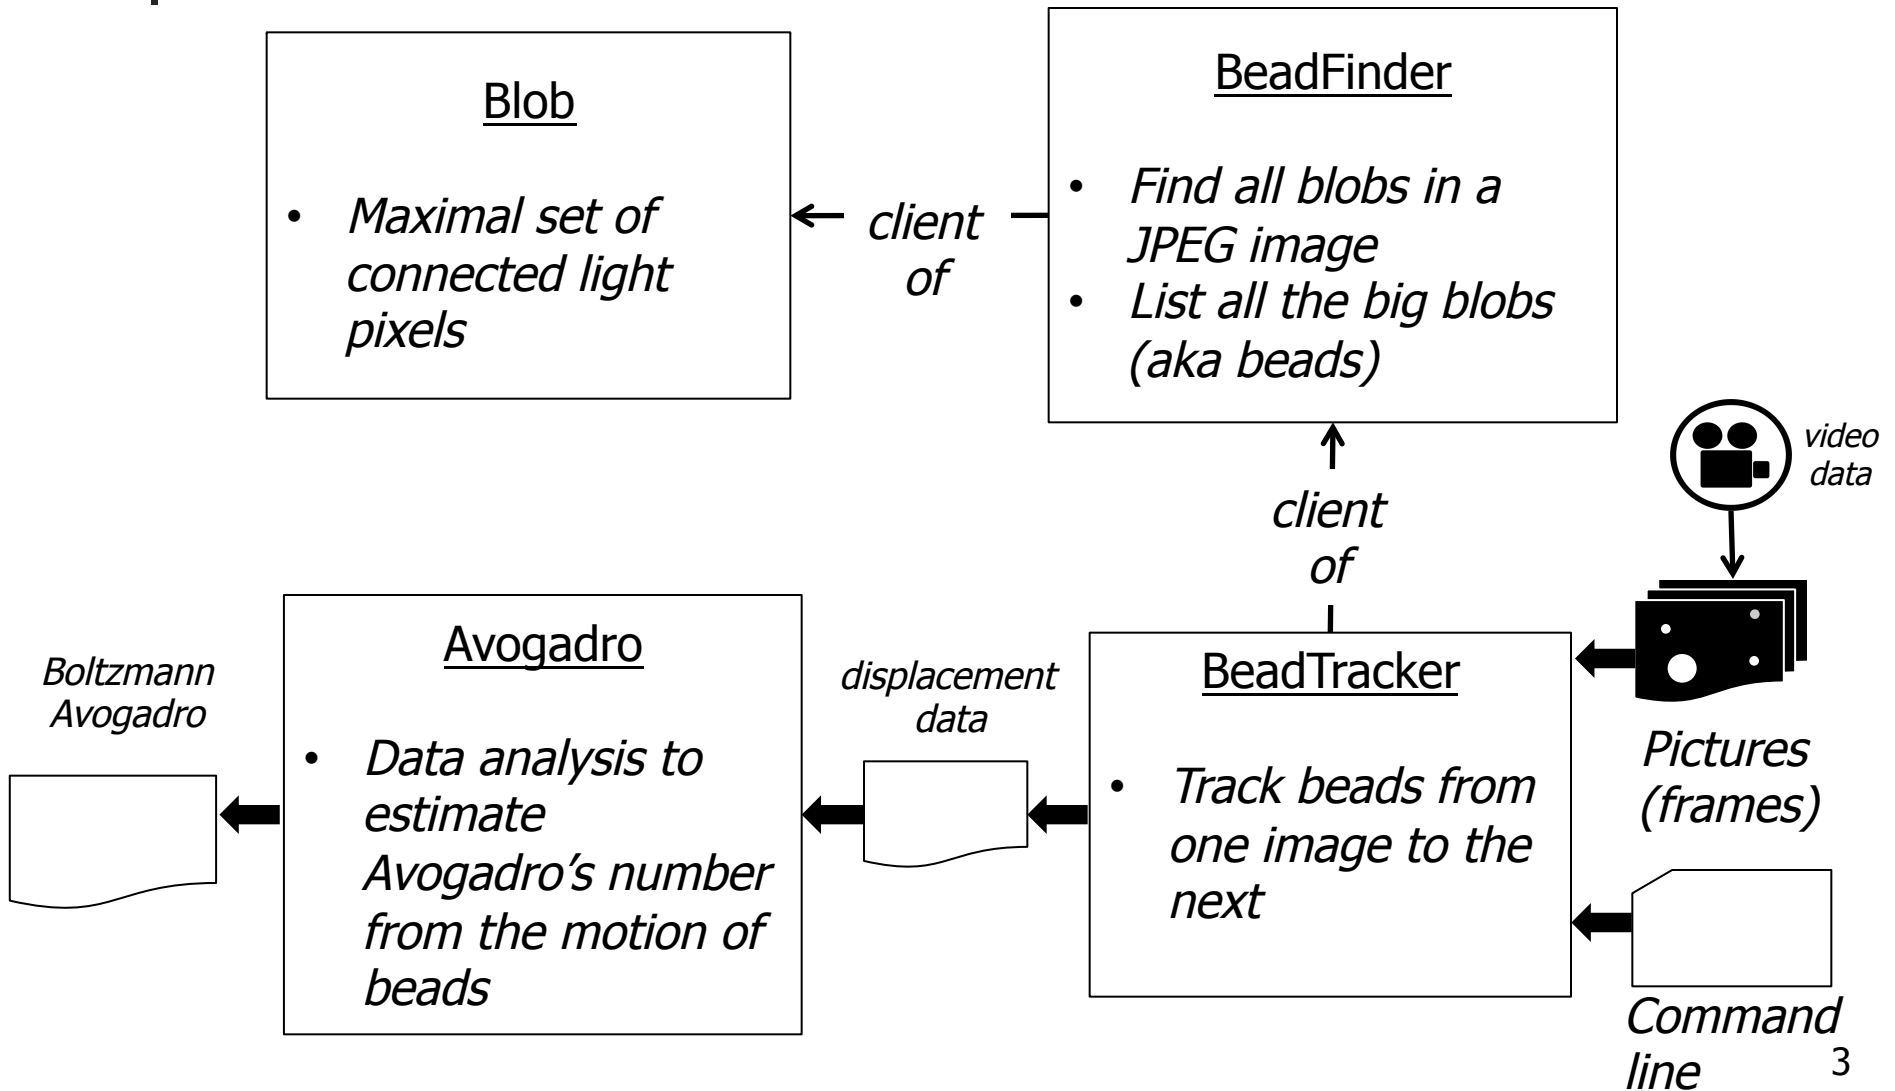 Blob
• Maximal set of
connected light
pixels
client
of
BeadFinder
• Find all blobs in a
JPEG image
• List all the big blobs
(aka beads)
video
data
client
of
Boltzmann
Avogadro
Avogadro
• Data analysis to
estimate
Avogadro’s number
from the motion of
beads
displacement
data
BeadTracker
• Track beads from
one image to the
next
Pictures
(frames)
Command
line
3